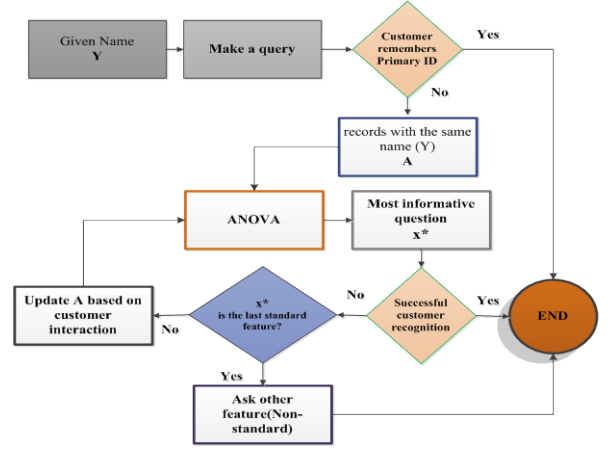 Given Name
Y
Make a query
Customer
remembers
Primary ID
Yes
No
records with the same
name (Y)
A
ANOVA
Most informative
question
x*
Successful
customer
recognition
Yes
END
No
x*
is the last standard
feature?
No
Update A based on
customer
interaction
Yes
Ask other
feature(Non-
standard)